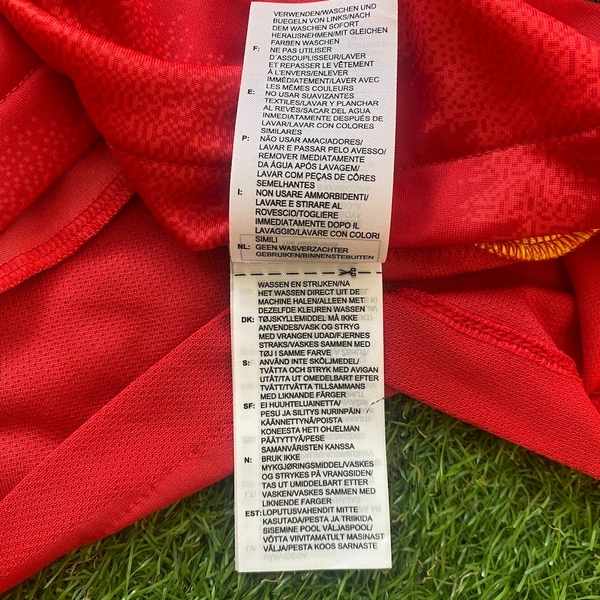 VERWENDEN/WASCHEN UND
BUEGELN VON LINKS/NACH
DEM WASCHEN SOFORT
HERAUSNEHMEN/MIT GLEICHEN
FARBEN WASCHEN
F: NE PAS UTILISER
D'ASSOUPLISSEUR/LAVER
ET REPASSER LE VÊTEMENT
À L'ENVERS/ENLEVER
IMMÉDIATEMENT/LAVER AVEC
LES MÊMES COULEURS
E: NO USAR SUAVIZANTES
TEXTILES/LAVAR Y PLANCHAR
AL REVÉS/SACAR DEL AGUA
INMEDIATAMENTE DESPUÉS DE
LAVAR/LAVAR CON COLORES
SIMILARES
P: NÃO USAR AMACIADORES/
LAVAR E PASSAR PELO AVESSO/
REMOVER IMEDIATAMENTE
DA ÁGUA APÓS LAVAGEM/
LAVAR COM PEÇAS DE CÔRES
SEMELHANTES
I: NON USARE AMMORBIDENTI/
LAVARE E STIRARE AL
ROVESCIO/TOGLIERE
IMMEDIATAMENTE DOPO IL
LAVAGGIO/LAVARE CON COLORI
SIMILI
NL: GEEN WASVERZACHTER
GEBRUIKEN/BINNENSTEBUITEN
WASSEN EN STRIJKEN/NA
HET WASSEN DIRECT UIT DE
MACHINE HALEN/ALLEEN MET
DEZELFDE KLEUREN WASSEN
DK: TØJSKYLLEMIDDEL MÅ IKKE
ANVENDES/VASK OG STRYG
MED VRANGEN UDAD/FJERNES
STRAKS/VASKES SAMMEN MED
TØJ I SAMME FARVE
S: ANVÄND INTE SKÖLJMEDEL/
TVÄTTA OCH STRYK MED AVIGAN
UTÅT/TA UT OMEDELBART EFTER
TVÄTT/TVÄTTA TILLSAMMANS
MED LIKNANDE FÄRGER
SF: EI HUUHTELUAINETTA/
PESU JA SILITYS NURINPÄIN
KÄÄNNETTYNÄ/POISTA
KONEESTA HETI OHJELMAN
PÄÄTYTTYÄ/PESE
SAMANVÄRISTEN KANSSA
N: BRUK IKKE
MYKGJØRINGSMIDDEL/VASKES
OG STRYKES PÅ VRANGSIDEN/
TAS UT UMIDDELBART ETTER
VASKEN/VASKES SAMMEN MED
LIKNENDE FARGER
EST: LOPUTUSVAHENDIT MITTE
KASUTADA/PESTA JA TRIIKIDA
SISEMINE POOL VÄLJASPOOL/
VÕTTA VIIVITAMATULT MASINAST
VÄLJA/PESTA KOOS SARNASTE